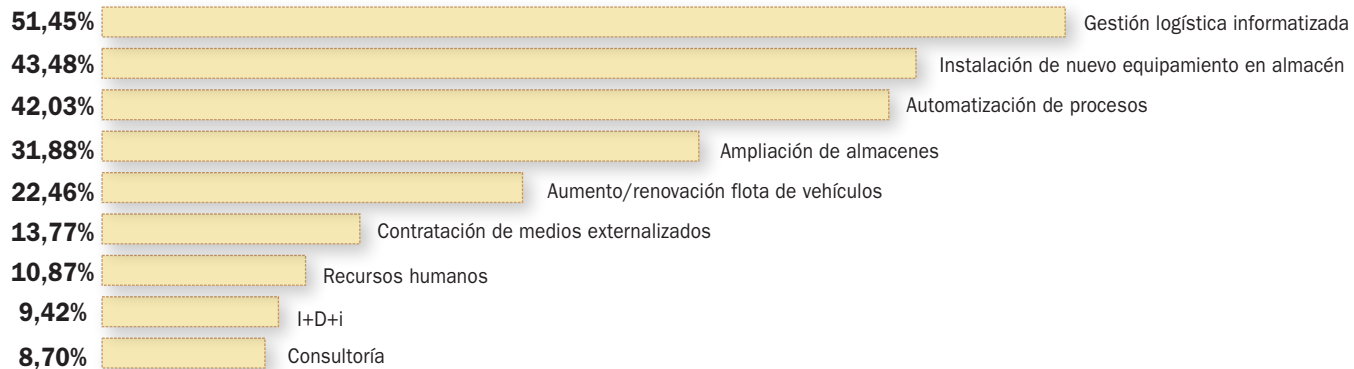 51,45% Gestión logística informatizada
43,48% Instalación de nuevo equipamiento en almacén
42,03% Automatización de procesos
31,88% Ampliación de almacenes
22,46% Aumento/renovación flota de vehículos
13,77% Contratación de medios externalizados
10,87% Recursos humanos
9,42% I+D+i
8,70% Consultoría